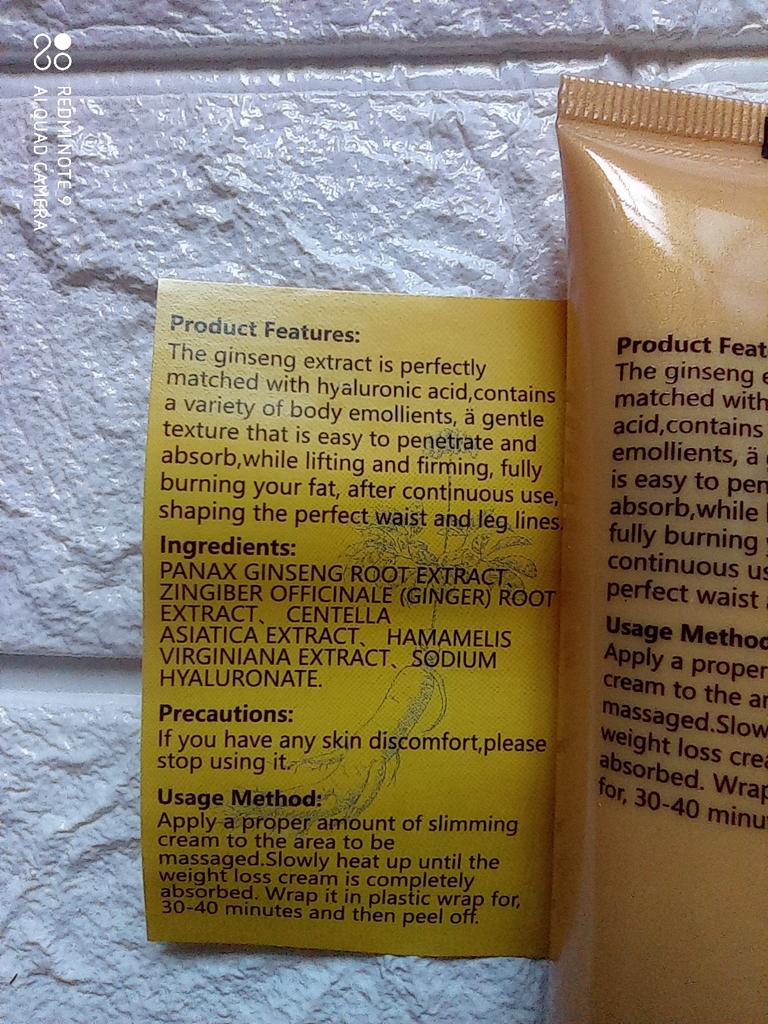 REDMI NOTE 9
AI QUAD CAMERA
Product Features:
The ginseng extract is perfectly
matched with hyaluronic acid,contains
a variety of body emollients, ä gentle
texture that is easy to penetrate and
absorb,while lifting and firming, fully
burning your fat, after continuous use,
shaping the perfect waist and leg lines.
Ingredients:
PANAX GINSENG ROOT EXTRACT、
ZINGIBER OFFICINALE (GINGER) ROOT
EXTRACT、 CENTELLA
ASIATICA EXTRACT、 HAMAMELIS
VIRGINIANA EXTRACT、SODIUM
HYALURONATE.
Precautions:
If you have any skin discomfort,please
stop using it.
Usage Method:
Apply a proper amount of slimming
cream to the area to be
massaged.Slowly heat up until the
weight loss cream is completely
absorbed. Wrap it in plastic wrap for,
30-40 minutes and then peel off.
Product Feat
The ginseng e
matched with
acid,contains
emollients, ä
is easy to pen
absorb,while
fully burning
continuous us
perfect waist
Usage Method
Apply a proper
cream to the ar
massaged.Slow
weight loss crea
absorbed. Wrap
for, 30-40 minu